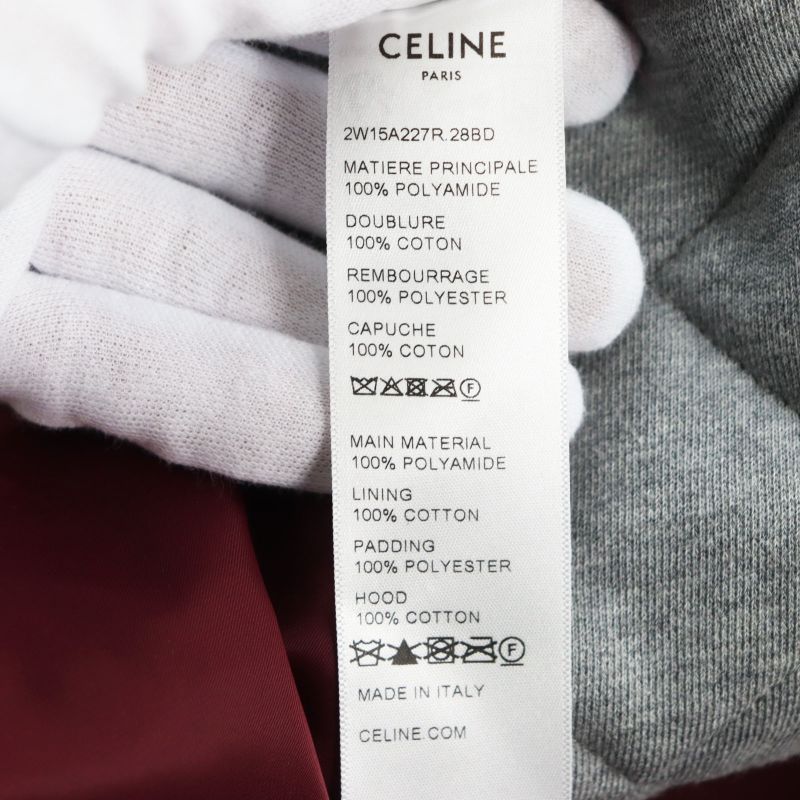 CELINE
PARIS
2W15A227R.28BD
MATIERE PRINCIPALE
100% POLYAMIDE
DOUBLURE
100% COTON
REMBOURRAGE
100% POLYESTER
CAPUCHE
100% COTON
F
MAIN MATERIAL
100% POLYAMIDE
LINING
100% COTTON
PADDING
100% POLYESTER
HOOD
100% COTTON
F
MADE IN ITALY
CELINE.COM